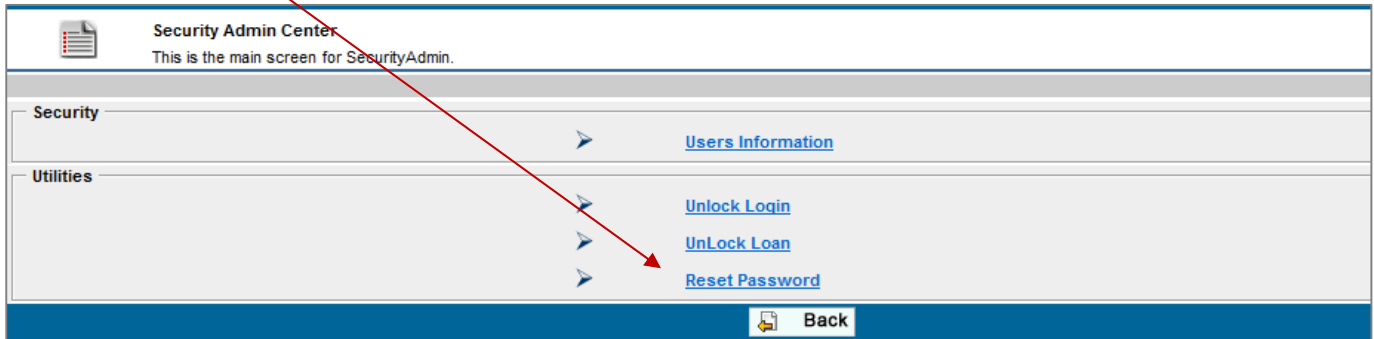 Security Admin Center
This is the main screen for SecurityAdmin.
Security
Users Information
Utilities
Unlock Login
UnLock Loan
Reset Password
Back